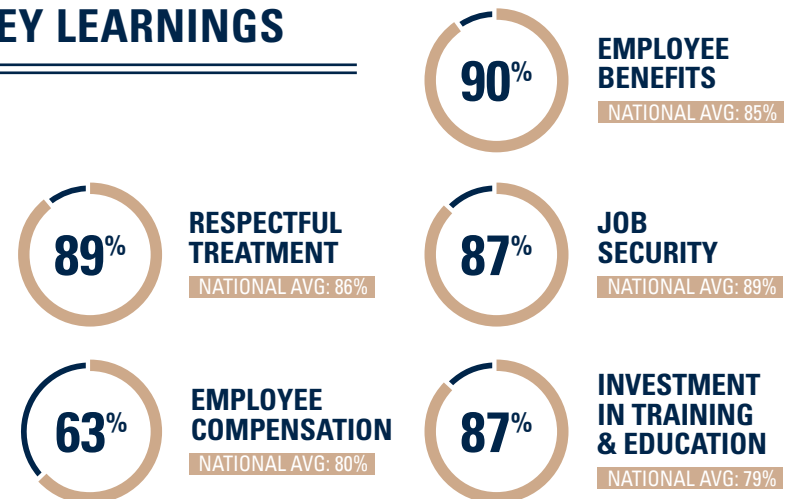 EY LEARNINGS
90%
EMPLOYEE
BENEFITS
NATIONAL AVG: 85%
89%
RESPECTFUL
TREATMENT
NATIONAL AVG: 86%
87%
JOB
SECURITY
NATIONAL AVG: 89%
63%
EMPLOYEE
COMPENSATION
NATIONAL AVG: 80%
87%
INVESTMENT
IN TRAINING
& EDUCATION
NATIONAL AVG: 79%